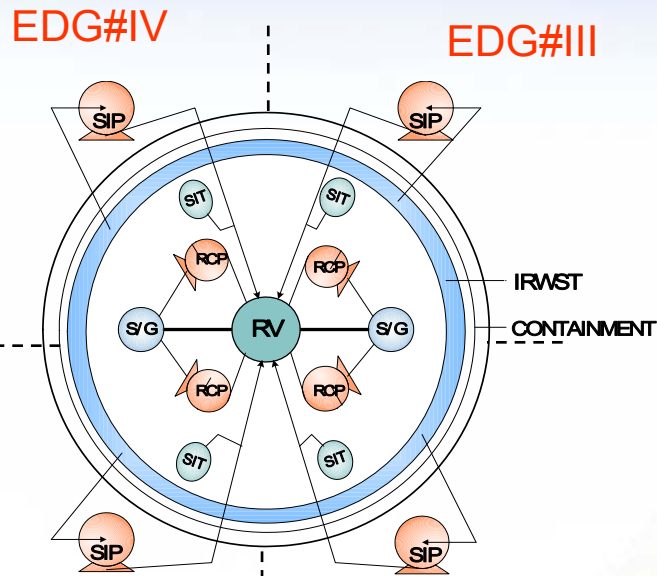 EDG#IV
EDG#III
SIP
SIP
SIT
SIT
RCP
RCP
IRWST
S/G
RV
S/G
CONTAINMENT
RCP
RCP
SIT
SIT
SIP
SIP